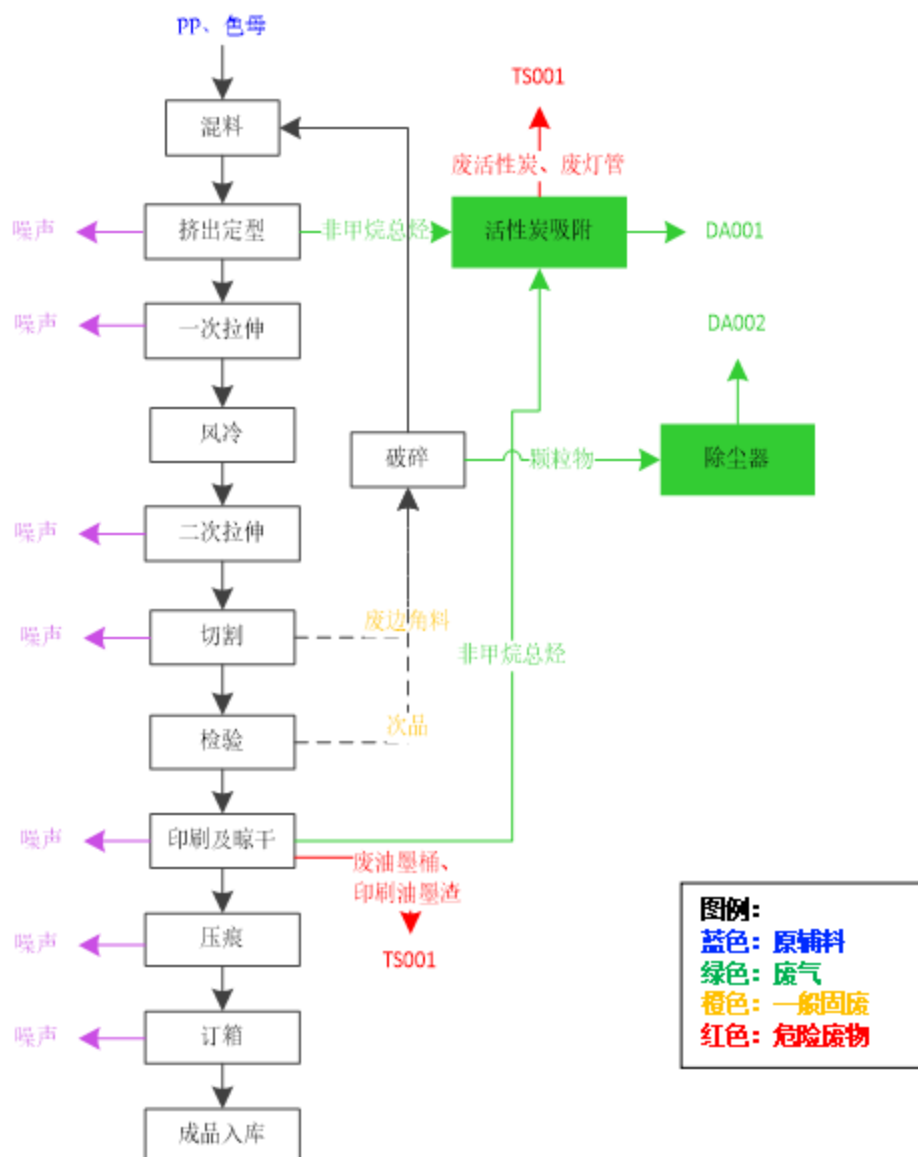 pp、色母
TS001
混料
废活性炭、废灯管
噪声
挤出定型
非甲烷总烃
活性炭吸附
DA001
噪声
一次拉伸
DA002
风冷
破碎
颗粒物
除尘器
噪声
二次拉伸
噪声
切割
废边角料
非甲烷总烃
检验
次品
噪声
印刷及晾干
废油墨桶、
印刷油墨渣
TS001
噪声
压痕
噪声
订箱
成品入库
图例：
蓝色：原辅料
绿色：废气
橙色：一般固废
红色：危险废物